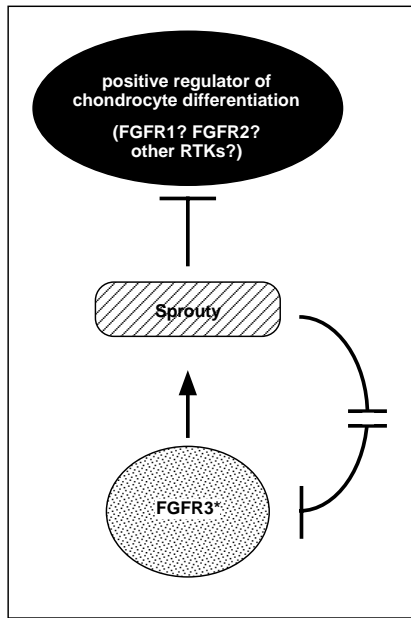 positive regulator of
chondrocyte differentiation
(FGFR1? FGFR2?
other RTKs?)
Sprouty
FGFR3*